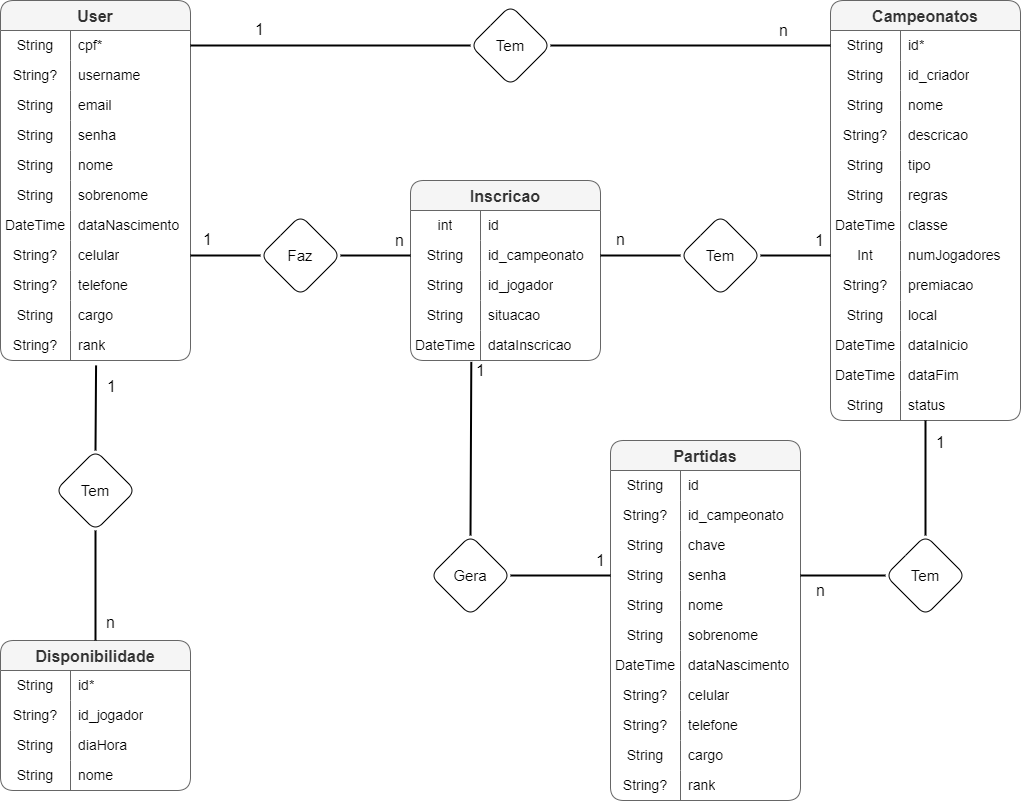 User
String cpf*
String? username
String email
String senha
String nome
String sobrenome
DateTime dataNascimento
String? celular
String? telefone
String cargo
String? rank
1
Tem
n
Campeonatos
String id*
String id_criador
String nome
String? descricao
String tipo
String regras
DateTime classe
Int numJogadores
String? premiacao
String local
DateTime dataInicio
DateTime dataFim
String status
1
Faz
n
Inscricao
int id
String id_campeonato
String id_jogador
String situacao
DateTime dataInscricao
n
Tem
1
1
Tem
n
Disponibilidade
String id*
String? id_jogador
String diaHora
String nome
1
Gera
1
Partidas
String id
String? id_campeonato
String chave
String senha
String nome
String sobrenome
DateTime dataNascimento
String? celular
String? telefone
String cargo
String? rank
1
Tem
n